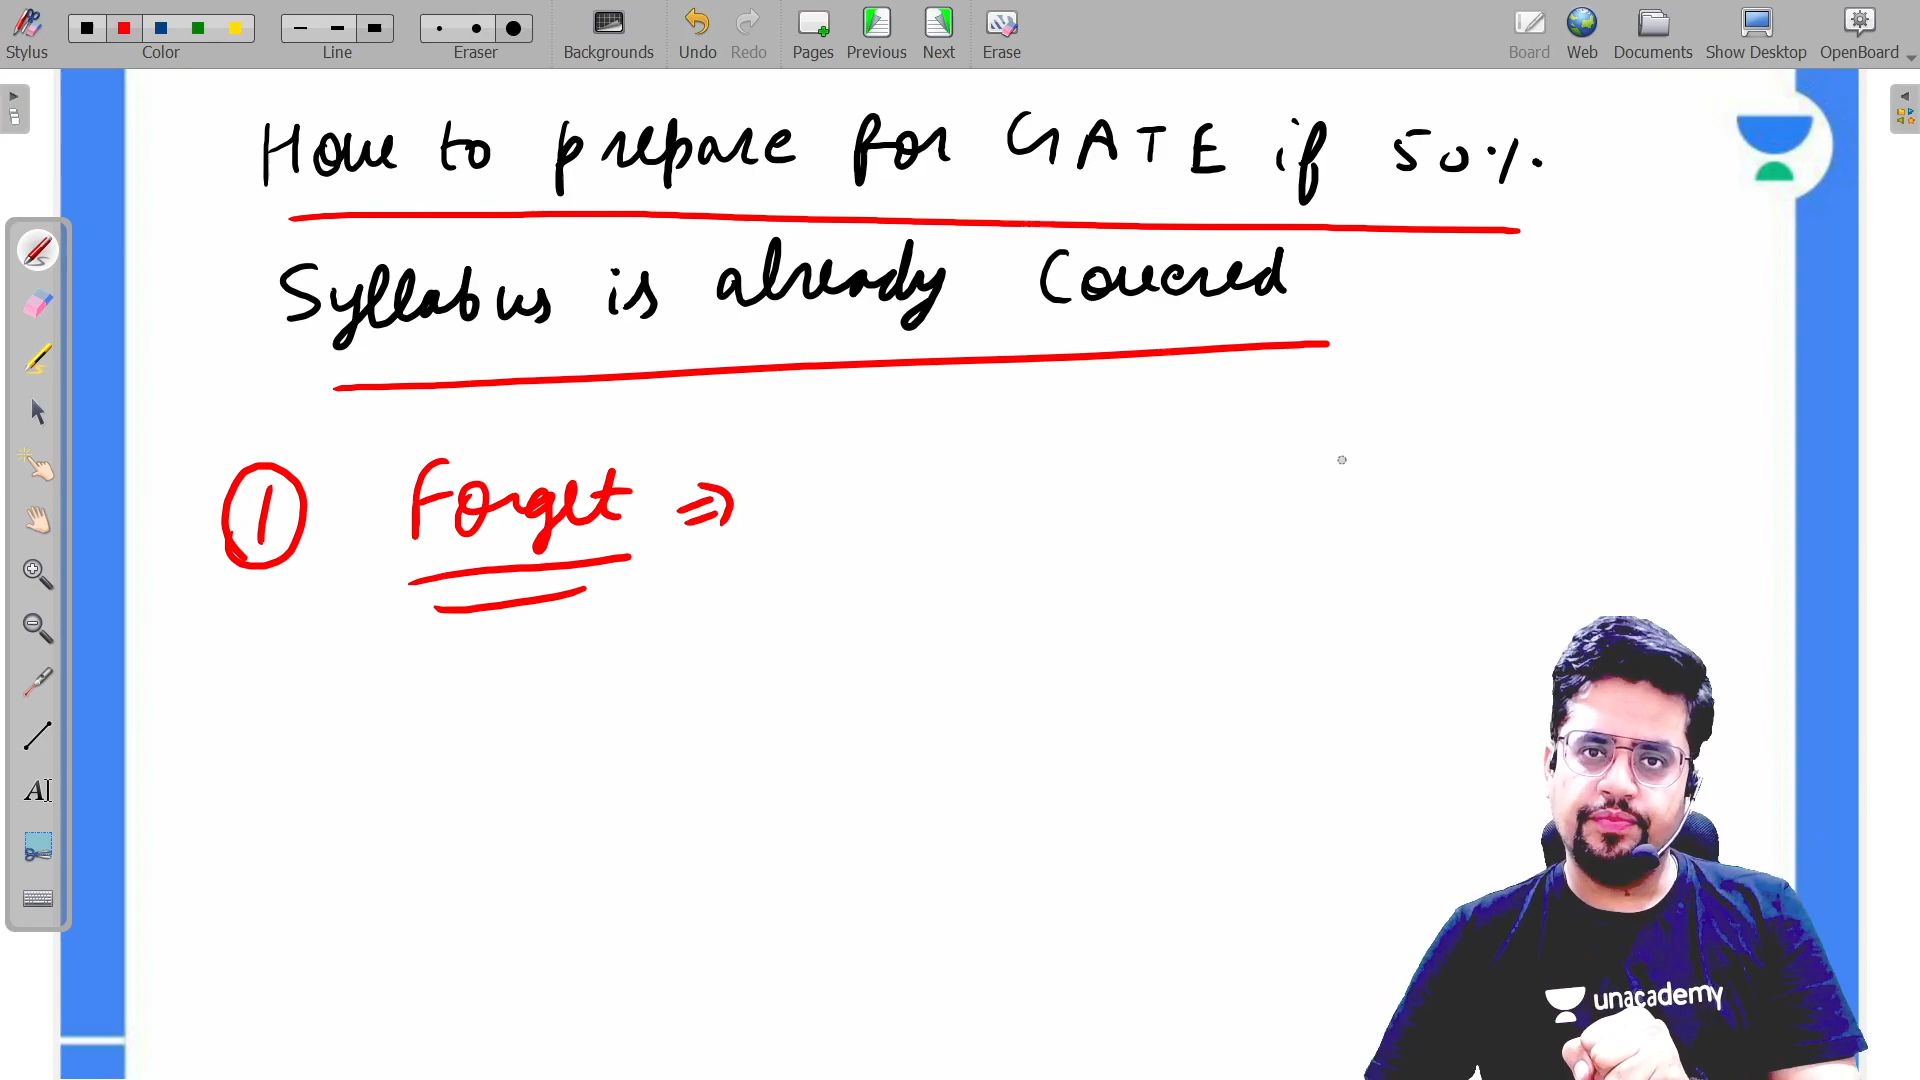 Stylus
Color
Line
Eraser
Backgrounds
Undo
Redo
Pages
Previous
Next
Erase
Board
Web
Documents
Show Desktop
OpenBoard
How to prepare for GATE if 50%.
Syllabus is already Covered
1 Forget ⇒
AI
unacademy